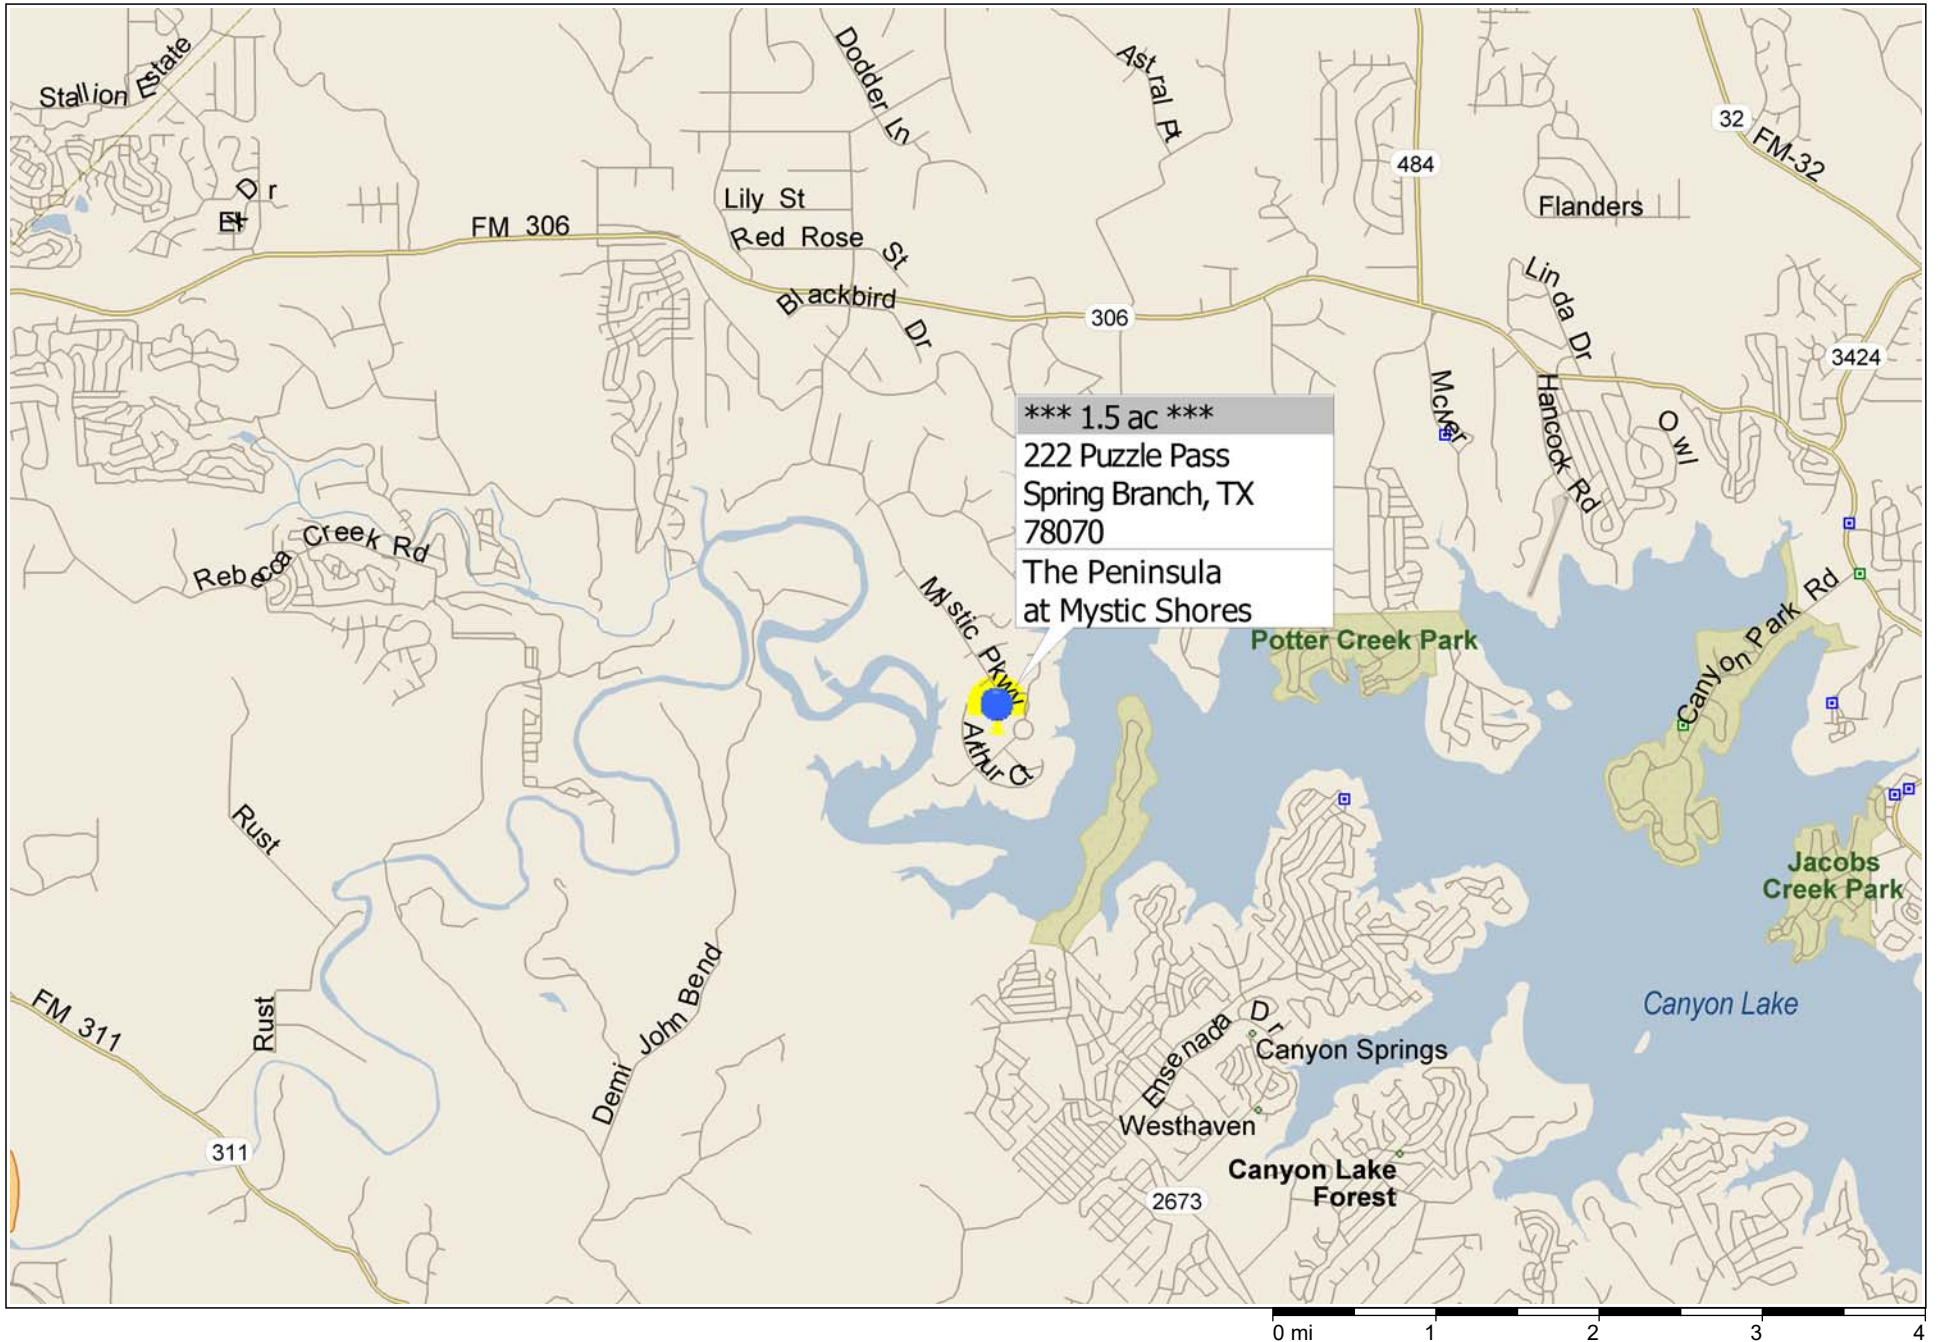 Stallion Estate
Dodder Ln
Astral Pt
32
FM-32
484
Dr
Lily St
Flanders
FM 306
Red Rose St
Linda Dr
Blackbird Dr
306
3424
McIver
Hancock Rd
Owl
*** 1.5 ac ***
222 Puzzle Pass
Spring Branch, TX
78070
The Peninsula
at Mystic Shores
Rebecca Creek Rd
Mystic Pkwy
Potter Creek Park
Canyon Park Rd
Arthur Ct
Rust
Jacobs
Creek Park
John Bend
FM 311
Rust
Canyon Lake
Ensenada Dr
Canyon Springs
Demi
Westhaven
311
Canyon Lake
Forest
2673
0 mi 1 2 3 4